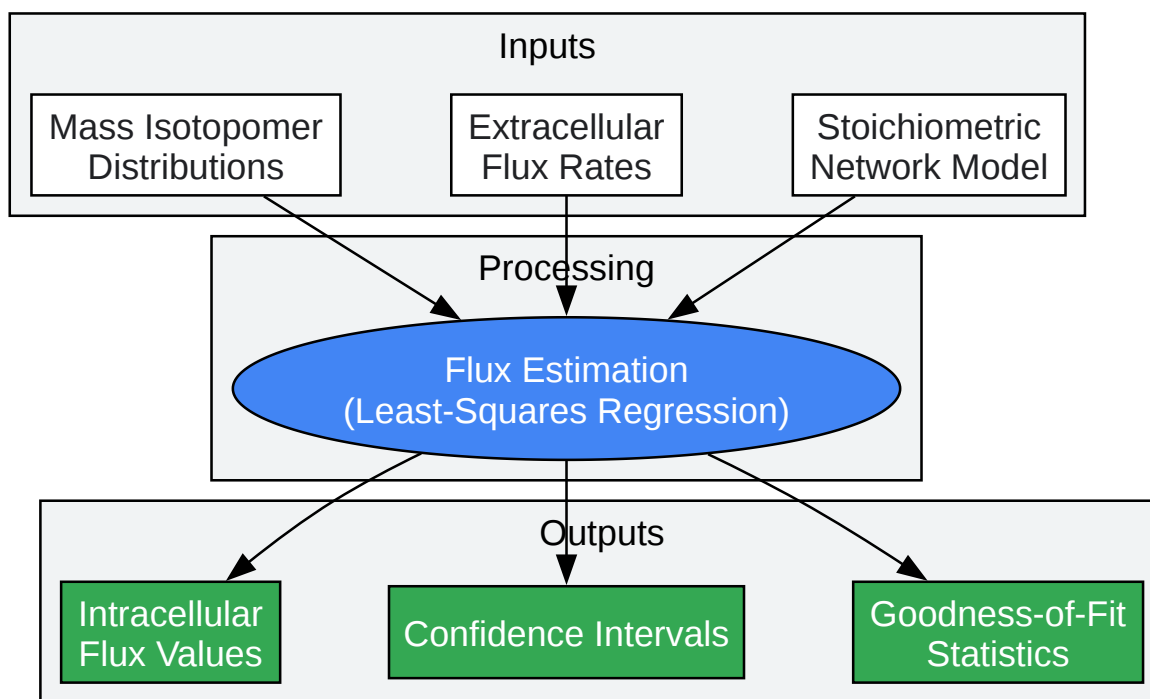 Inputs
Mass Isotopomer
Distributions
Extracellular
Flux Rates
Stoichiometric
Network Model
Processing
Flux Estimation
(Least-Squares Regression)
Outputs
Intracellular
Flux Values
Confidence Intervals
Goodness-of-Fit
Statistics